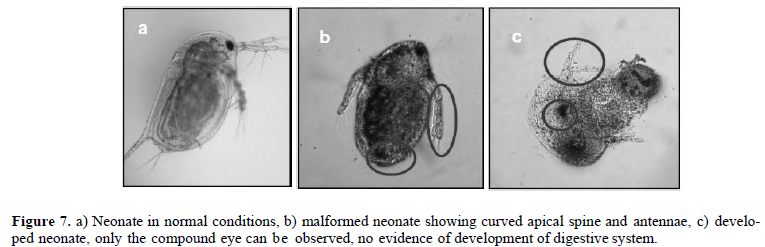 a
b
c
Figure 7. a) Neonate in normal conditions, b) malformed neonate showing curved apical spine and antennae, c) develo-
ped neonate, only the compound eye can be observed, no evidence of development of digestive system.